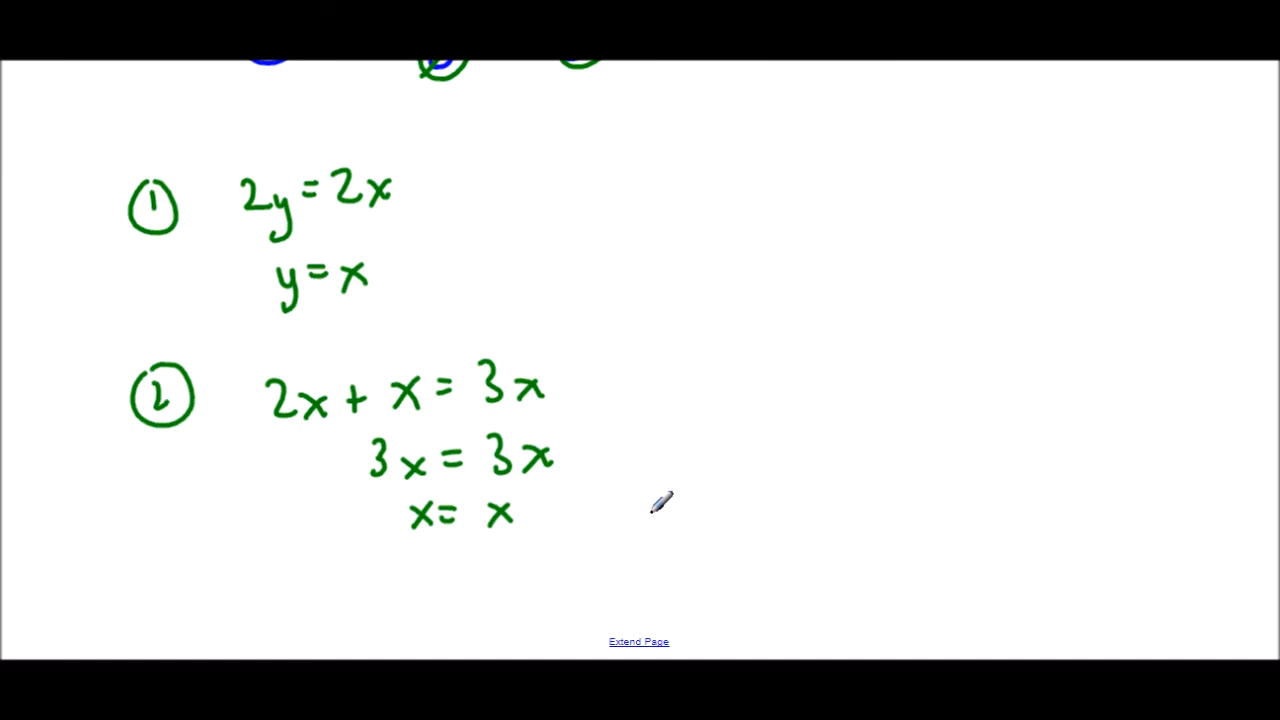 ① 2y = 2x
y = x
② 2x + x = 3x
3x = 3x
x = x
Extend Page